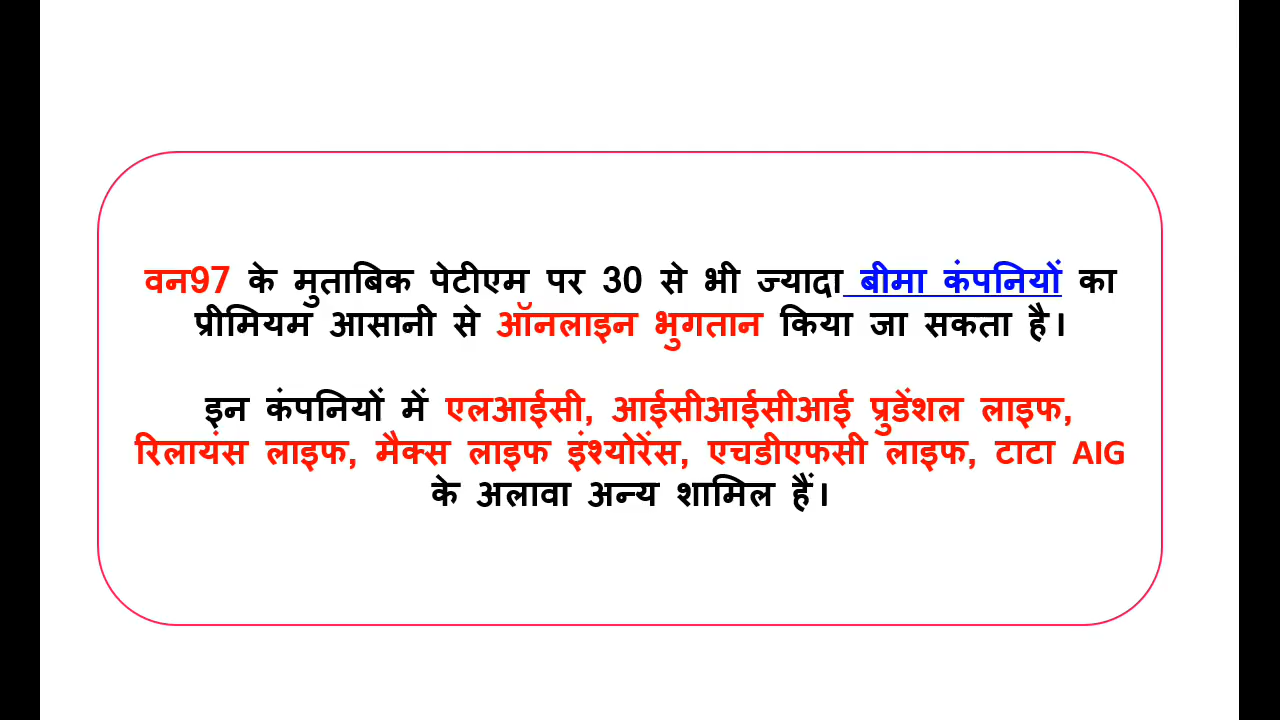 वन97 के मुताबिक पेटीएम पर 30 से भी ज्यादा बीमा कंपनियों का
प्रीमियम आसानी से ऑनलाइन भुगतान किया जा सकता है।
इन कंपनियों में एलआईसी, आईसीआईसीआई प्रुडेंशल लाइफ,
रिलायंस लाइफ, मैक्स लाइफ इंश्योरेंस, एचडीएफसी लाइफ, टाटा AIG
के अलावा अन्य शामिल हैं।